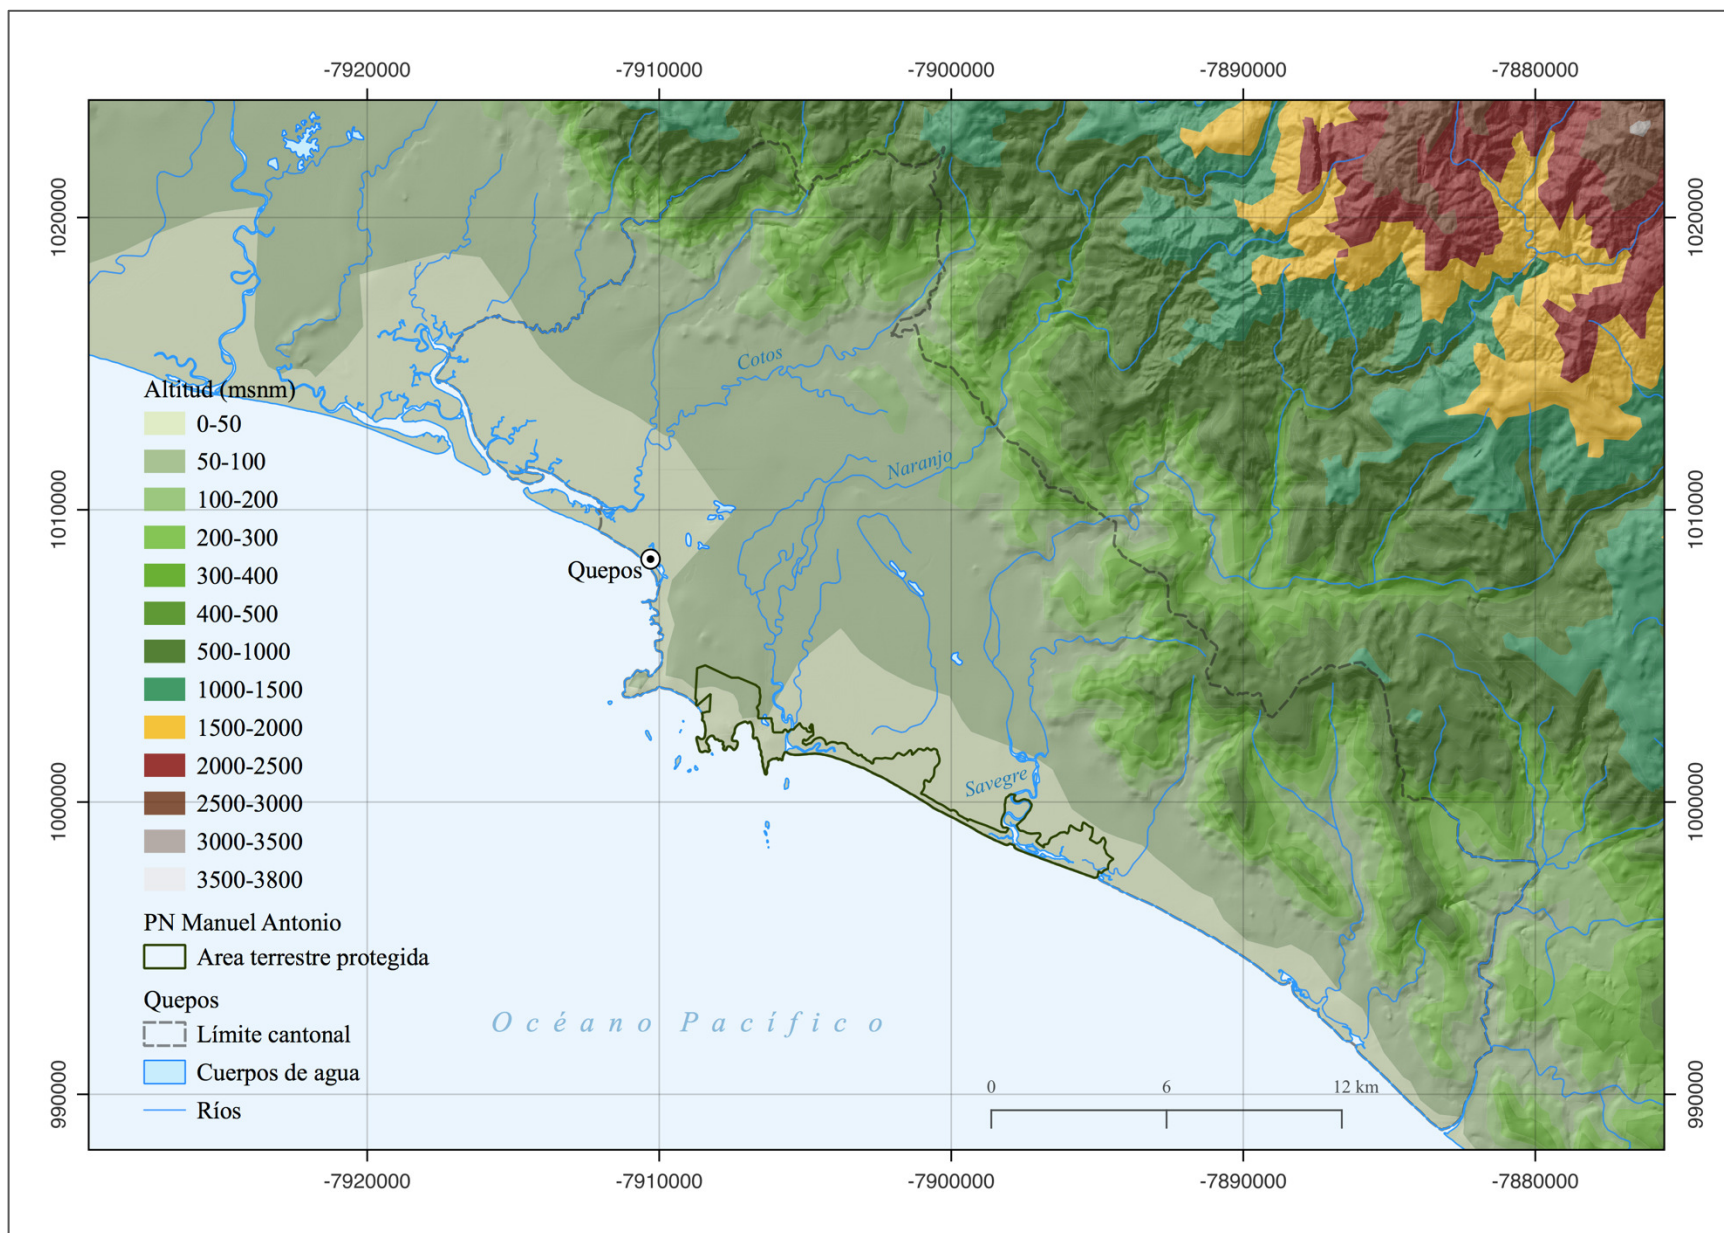 -7920000 -7910000 -7900000 -7890000 -7880000
1020000 1020000
Cotos
Altitud (msnm)
0-50
50-100
Naranjo
100-200
1010000 1010000
200-300
Quepos
300-400
400-500
500-1000
1000-1500
1500-2000
2000-2500
Savegre
2500-3000
1000000 1000000
3000-3500
3500-3800
PN Manuel Antonio
Area terrestre protegida
Quepos
Océano Pacífico
Límite cantonal
Cuerpos de agua
0 6 12 km
990000 990000
Ríos
-7920000 -7910000 -7900000 -7890000 -7880000